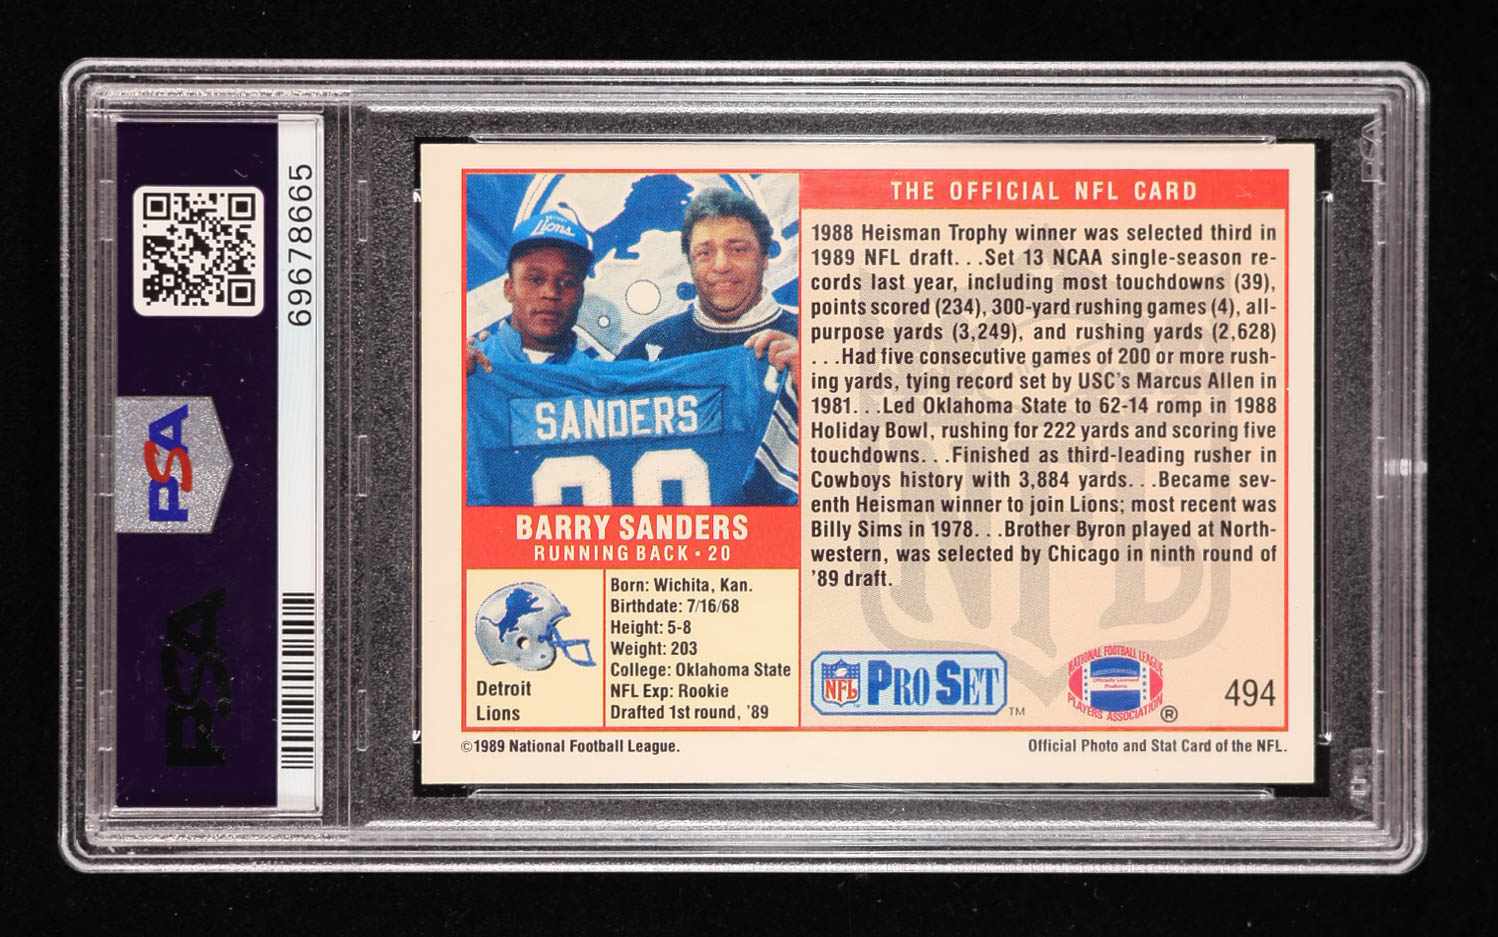 69678665
PSA
PSA
Lions
SANDERS
20
BARRY SANDERS
RUNNING BACK • 20
Detroit
Lions
Born: Wichita, Kan.
Birthdate: 7/16/68
Height: 5-8
Weight: 203
College: Oklahoma State
NFL Exp: Rookie
Drafted 1st round, '89
©1989 National Football League.
THE OFFICIAL NFL CARD
1988 Heisman Trophy winner was selected third in
1989 NFL draft. . .Set 13 NCAA single-season re-
cords last year, including most touchdowns (39),
points scored (234), 300-yard rushing games (4), all-
purpose yards (3,249), and rushing yards (2,628)
. . .Had five consecutive games of 200 or more rush-
ing yards, tying record set by USC's Marcus Allen in
1981. . .Led Oklahoma State to 62-14 romp in 1988
Holiday Bowl, rushing for 222 yards and scoring five
touchdowns. . .Finished as third-leading rusher in
Cowboys history with 3,884 yards. . .Became sev-
enth Heisman winner to join Lions; most recent was
Billy Sims in 1978. . .Brother Byron played at North-
western, was selected by Chicago in ninth round of
'89 draft.
NFL
NFL PRO SET TM
NATIONAL FOOTBALL LEAGUE
Officially Licensed
Products
PLAYERS ASSOCIATION ®
494
Official Photo and Stat Card of the NFL.
PSA